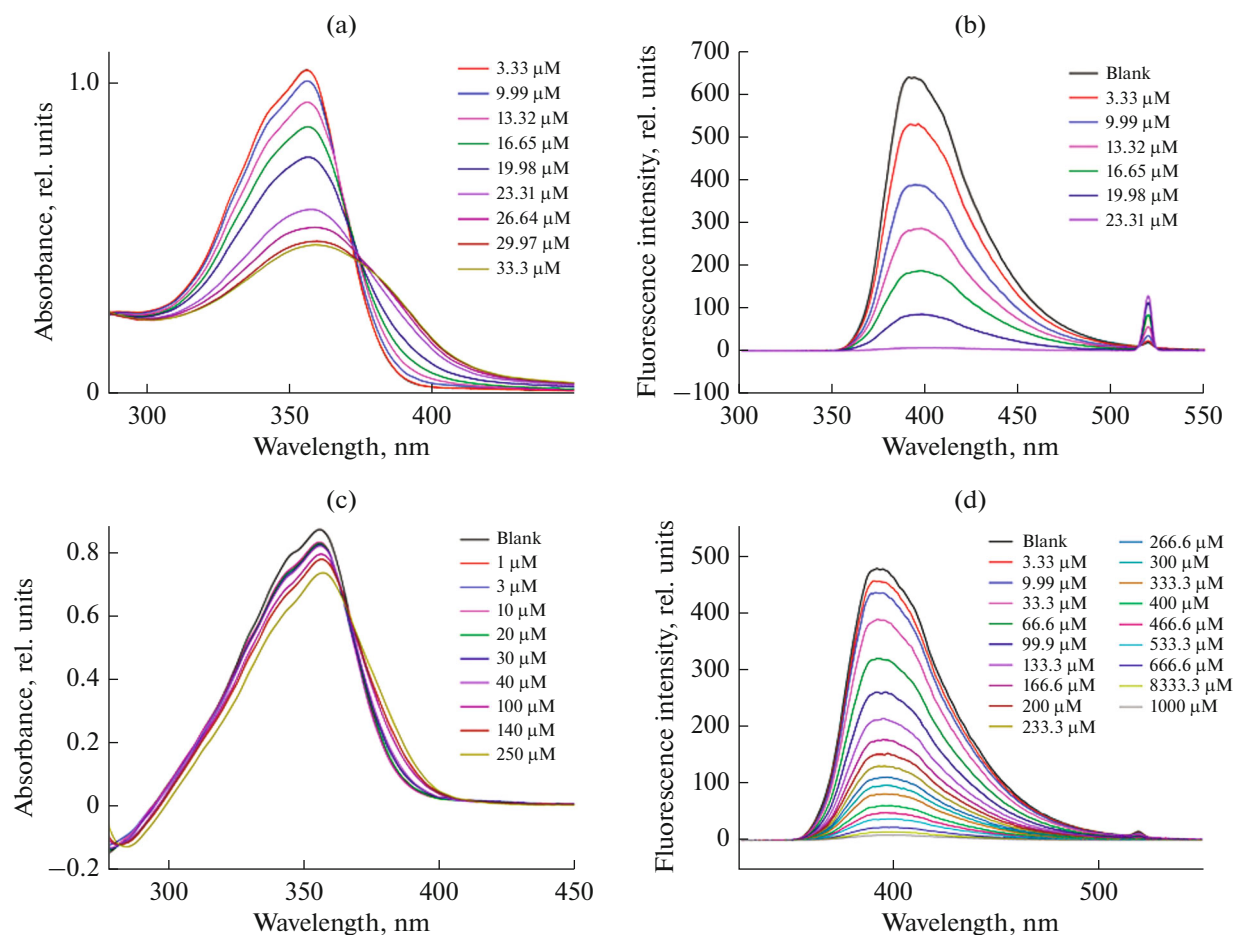 (a)
Absorbance, rel. units
1.0
0
300
350
400
Wavelength, nm
3.33 μM
9.99 μM
13.32 μM
16.65 μM
19.98 μM
23.31 μM
26.64 μM
29.97 μM
33.3 μM
(b)
Fluorescence intensity, rel. units
700
600
500
400
300
200
100
0
−100
300
350
400
450
500
550
Wavelength, nm
Blank
3.33 μM
9.99 μM
13.32 μM
16.65 μM
19.98 μM
23.31 μM
(c)
Absorbance, rel. units
0.8
0.6
0.4
0.2
0
−0.2
300
350
400
450
Wavelength, nm
Blank
1 μM
3 μM
10 μM
20 μM
30 μM
40 μM
100 μM
140 μM
250 μM
(d)
Fluorescence intensity, rel. units
500
400
300
200
100
0
400
500
Wavelength, nm
Blank
3.33 μM
9.99 μM
33.3 μM
66.6 μM
99.9 μM
133.3 μM
166.6 μM
200 μM
233.3 μM
266.6 μM
300 μM
333.3 μM
400 μM
466.6 μM
533.3 μM
666.6 μM
8333.3 μM
1000 μM